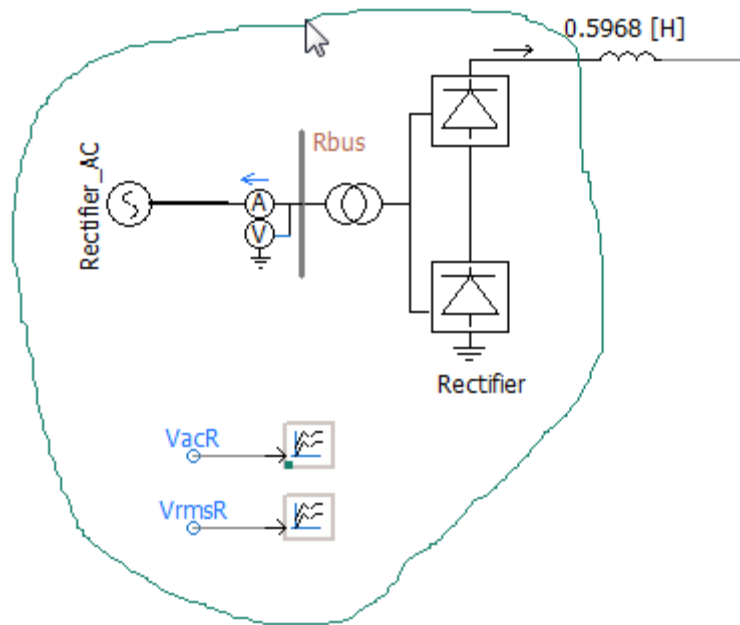 0.5968 [H]
Rbus
Rectifier_AC
A
V
Rectifier
VacR
VrmsR